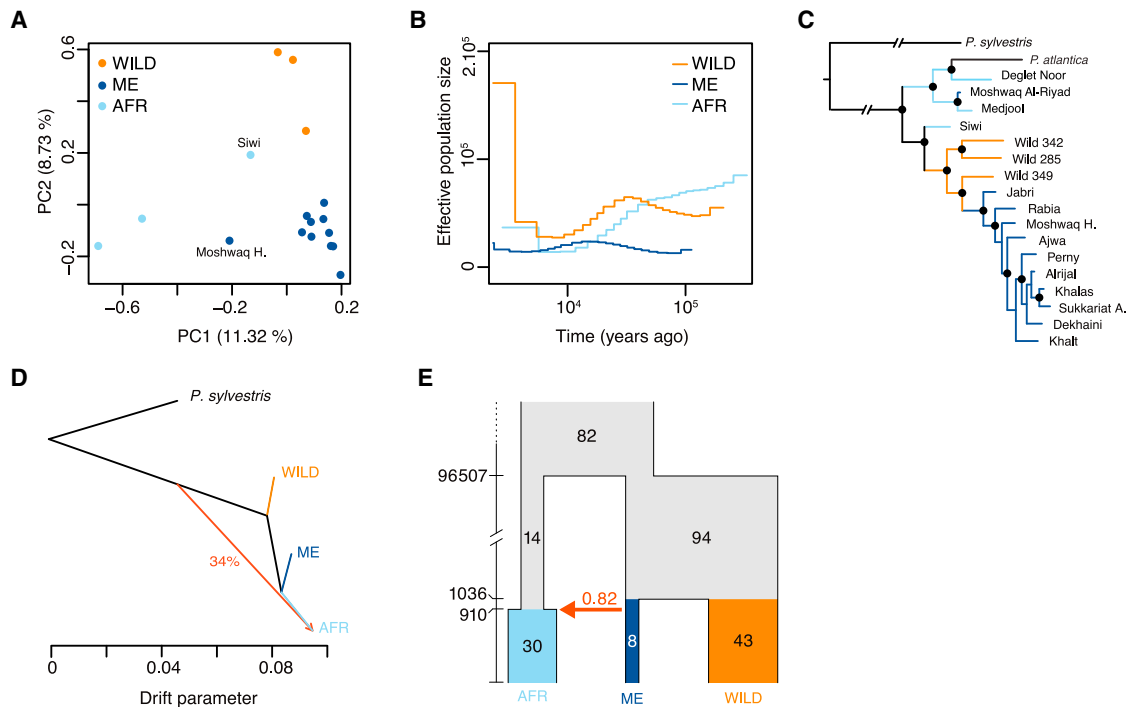 A
0.6
0.2
−0.2
PC2 (8.73 %)
WILD
ME
AFR
Siwi
Moshwaq H.
−0.6
−0.2
0.2
PC1 (11.32 %)
B
2.10⁵
10⁵
0
Effective population size
WILD
ME
AFR
10⁴
10⁵
Time (years ago)
C
P. sylvestris
P. atlantica
Deglet Noor
Moshwaq Al-Riyad
Medjool
Siwi
Wild 342
Wild 285
Wild 349
Jabri
Rabia
Moshwaq H.
Ajwa
Perny
Alrijal
Khalas
Sukkariat A.
Dekhaini
Khalt
D
P. sylvestris
WILD
ME
34%
AFR
0
0.04
0.08
Drift parameter
E
82
96507
14
94
1036
910
0.82
30
8
43
AFR
ME
WILD